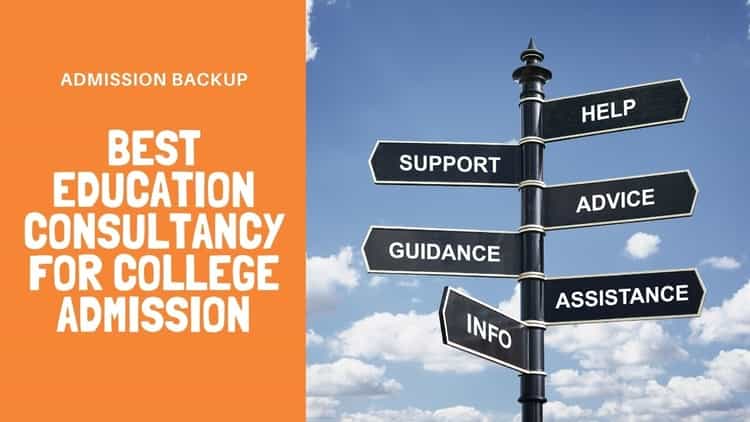 ADMISSION BACKUP
BEST
EDUCATION
CONSULTANCY
FOR COLLEGE
ADMISSION
HELP
SUPPORT
ADVICE
GUIDANCE
ASSISTANCE
INFO